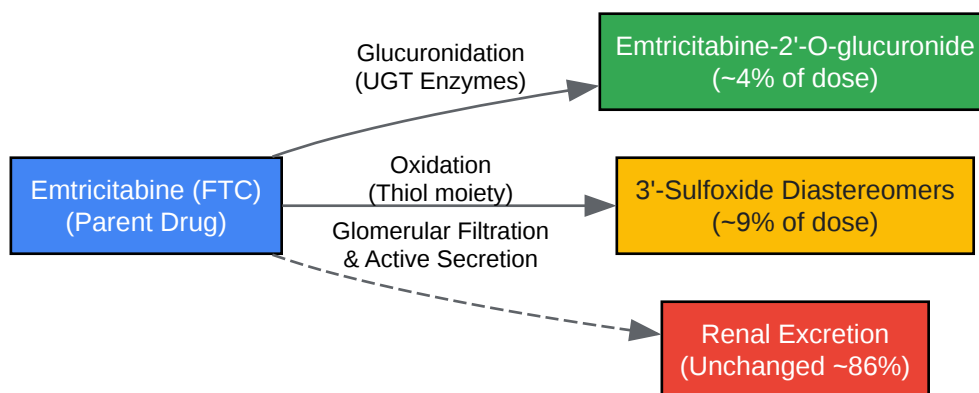 Glucuronidation
(UGT Enzymes)
Emtricitabine-2'-O-glucuronide
(~4% of dose)
Emtricitabine (FTC)
(Parent Drug)
Oxidation
(Thiol moiety)
3'-Sulfoxide Diastereomers
(~9% of dose)
Glomerular Filtration
& Active Secretion
Renal Excretion
(Unchanged ~86%)